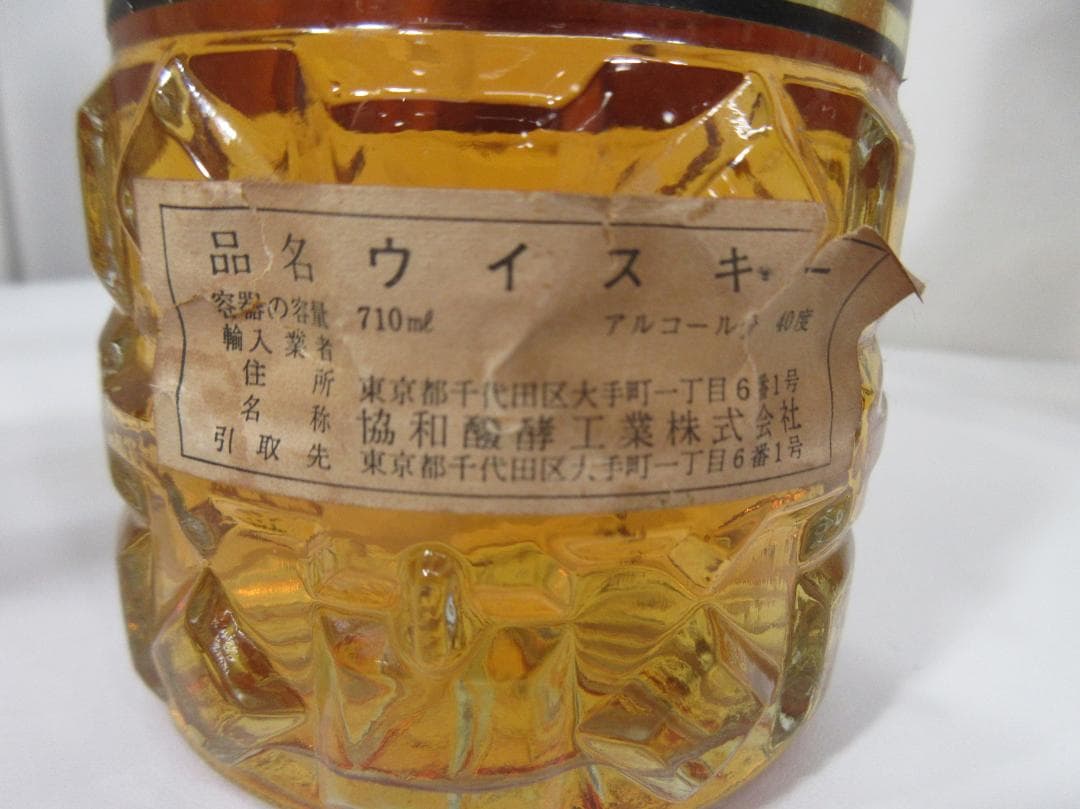 品名 ウイスキー
容器の容量 710ml アルコール分 40度
輸入業者
住所 東京都千代田区大手町一丁目6番1号
名称 協和醱酵工業株式会社
引取先 東京都千代田区大手町一丁目6番1号